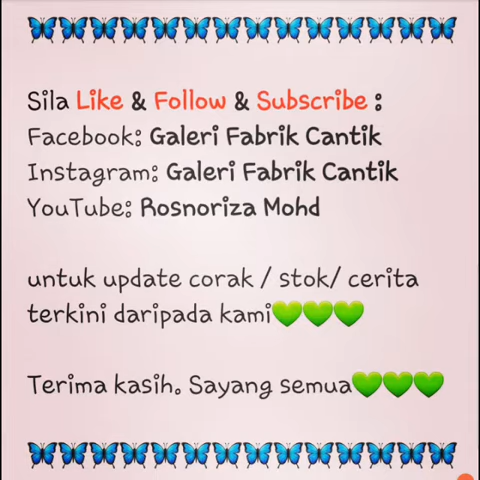 Sila Like & Follow & Subscribe :
Facebook: Galeri Fabrik Cantik
Instagram: Galeri Fabrik Cantik
YouTube: Rosnoriza Mohd
untuk update corak / stok/ cerita
terkini daripada kami💚💚💚
Terima kasih. Sayang semua💚💚💚